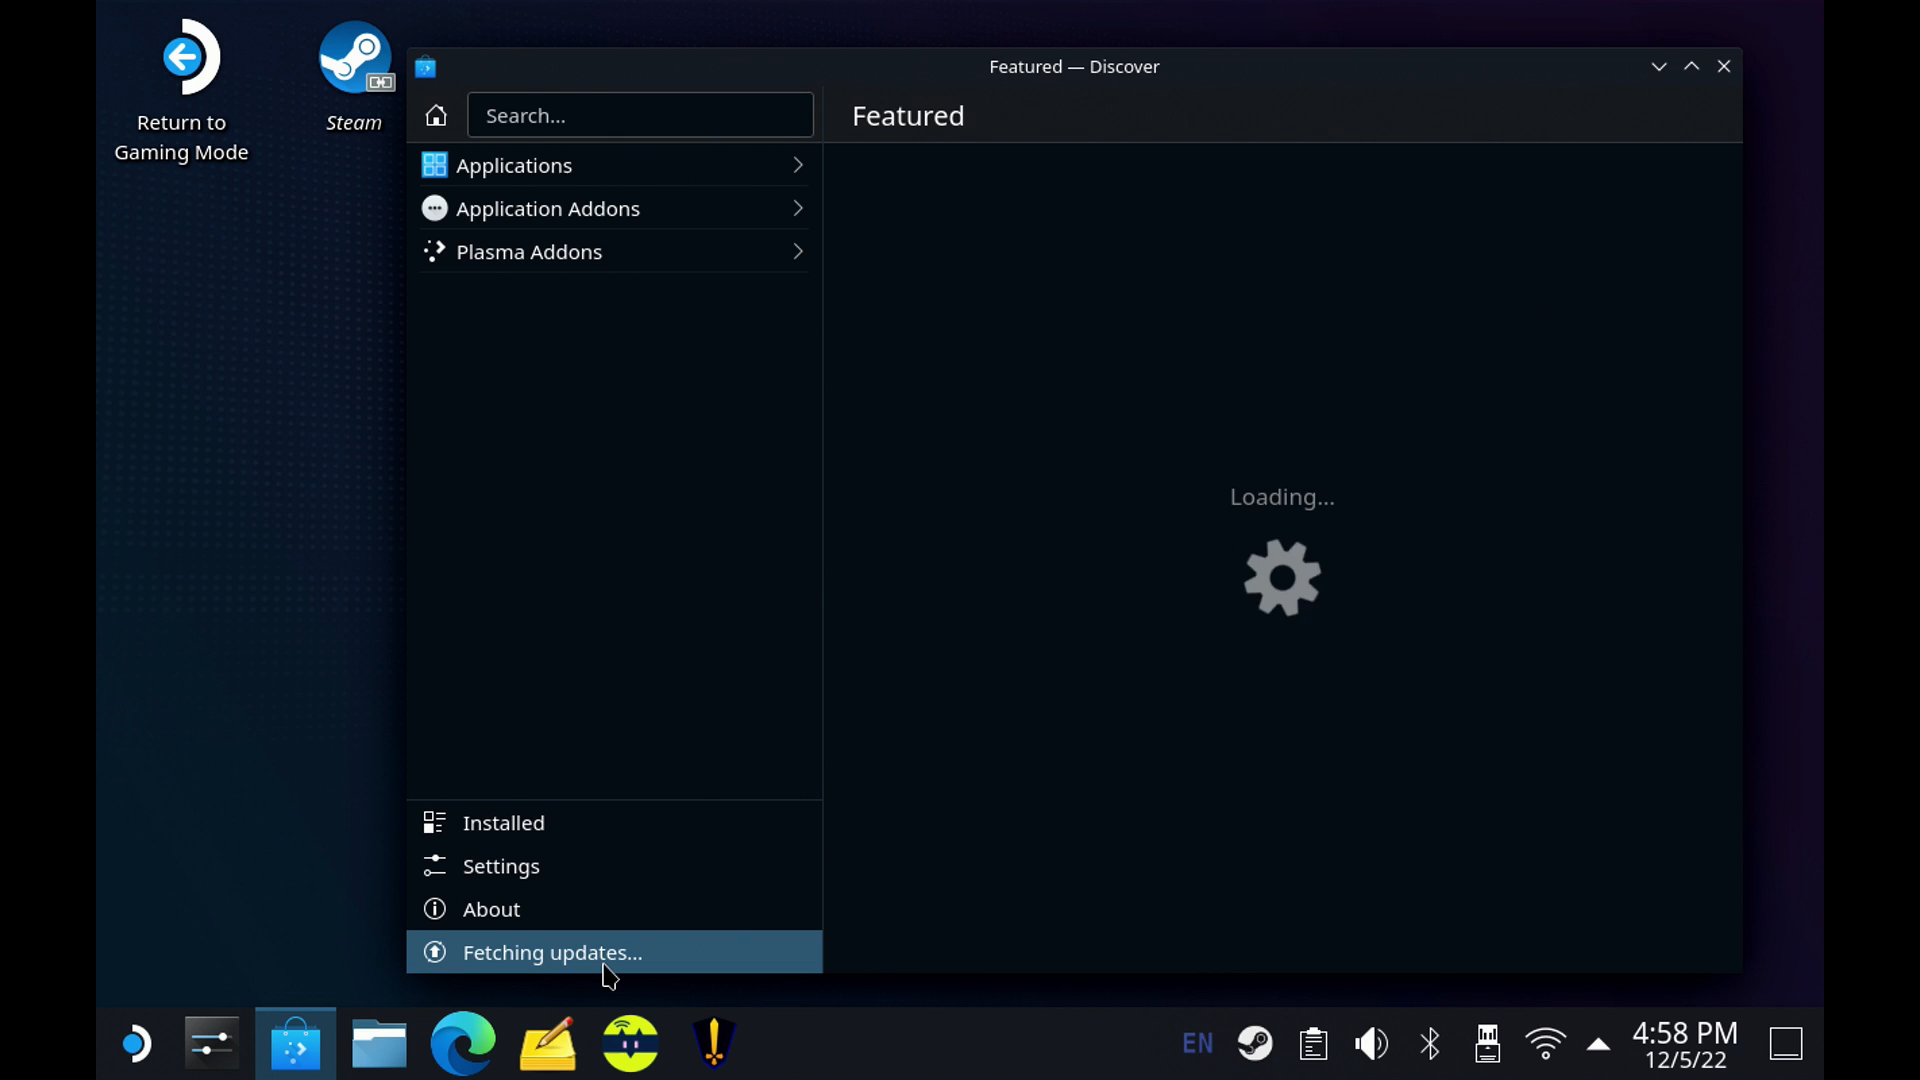 Return to
Gaming Mode
Steam
Featured — Discover
Search...
Featured
Applications
Application Addons
Plasma Addons
Loading...
Installed
Settings
About
Fetching updates...
EN
4:58 PM
12/5/22